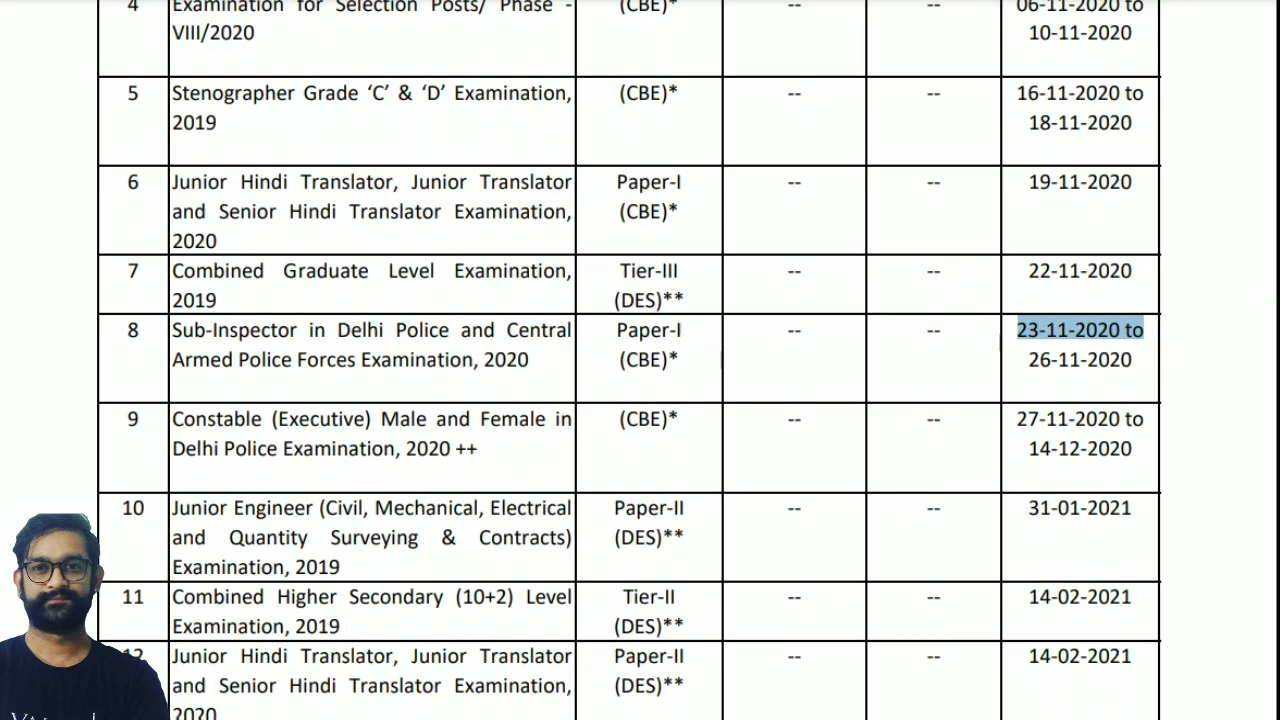 4 Examination for Selection Posts/ Phase - (CBE)* -- -- 06-11-2020 to
VIII/2020 10-11-2020
5 Stenographer Grade ‘C’ & ‘D’ Examination, (CBE)* -- -- 16-11-2020 to
2019 18-11-2020
6 Junior Hindi Translator, Junior Translator Paper-I -- -- 19-11-2020
and Senior Hindi Translator Examination, (CBE)*
2020
7 Combined Graduate Level Examination, Tier-III -- -- 22-11-2020
2019 (DES)**
8 Sub-Inspector in Delhi Police and Central Paper-I -- -- 23-11-2020 to
Armed Police Forces Examination, 2020 (CBE)* 26-11-2020
9 Constable (Executive) Male and Female in (CBE)* -- -- 27-11-2020 to
Delhi Police Examination, 2020 ++ 14-12-2020
10 Junior Engineer (Civil, Mechanical, Electrical Paper-II -- -- 31-01-2021
and Quantity Surveying & Contracts) (DES)**
Examination, 2019
11 Combined Higher Secondary (10+2) Level Tier-II -- -- 14-02-2021
Examination, 2019 (DES)**
12 Junior Hindi Translator, Junior Translator Paper-II -- -- 14-02-2021
and Senior Hindi Translator Examination, (DES)**
2020